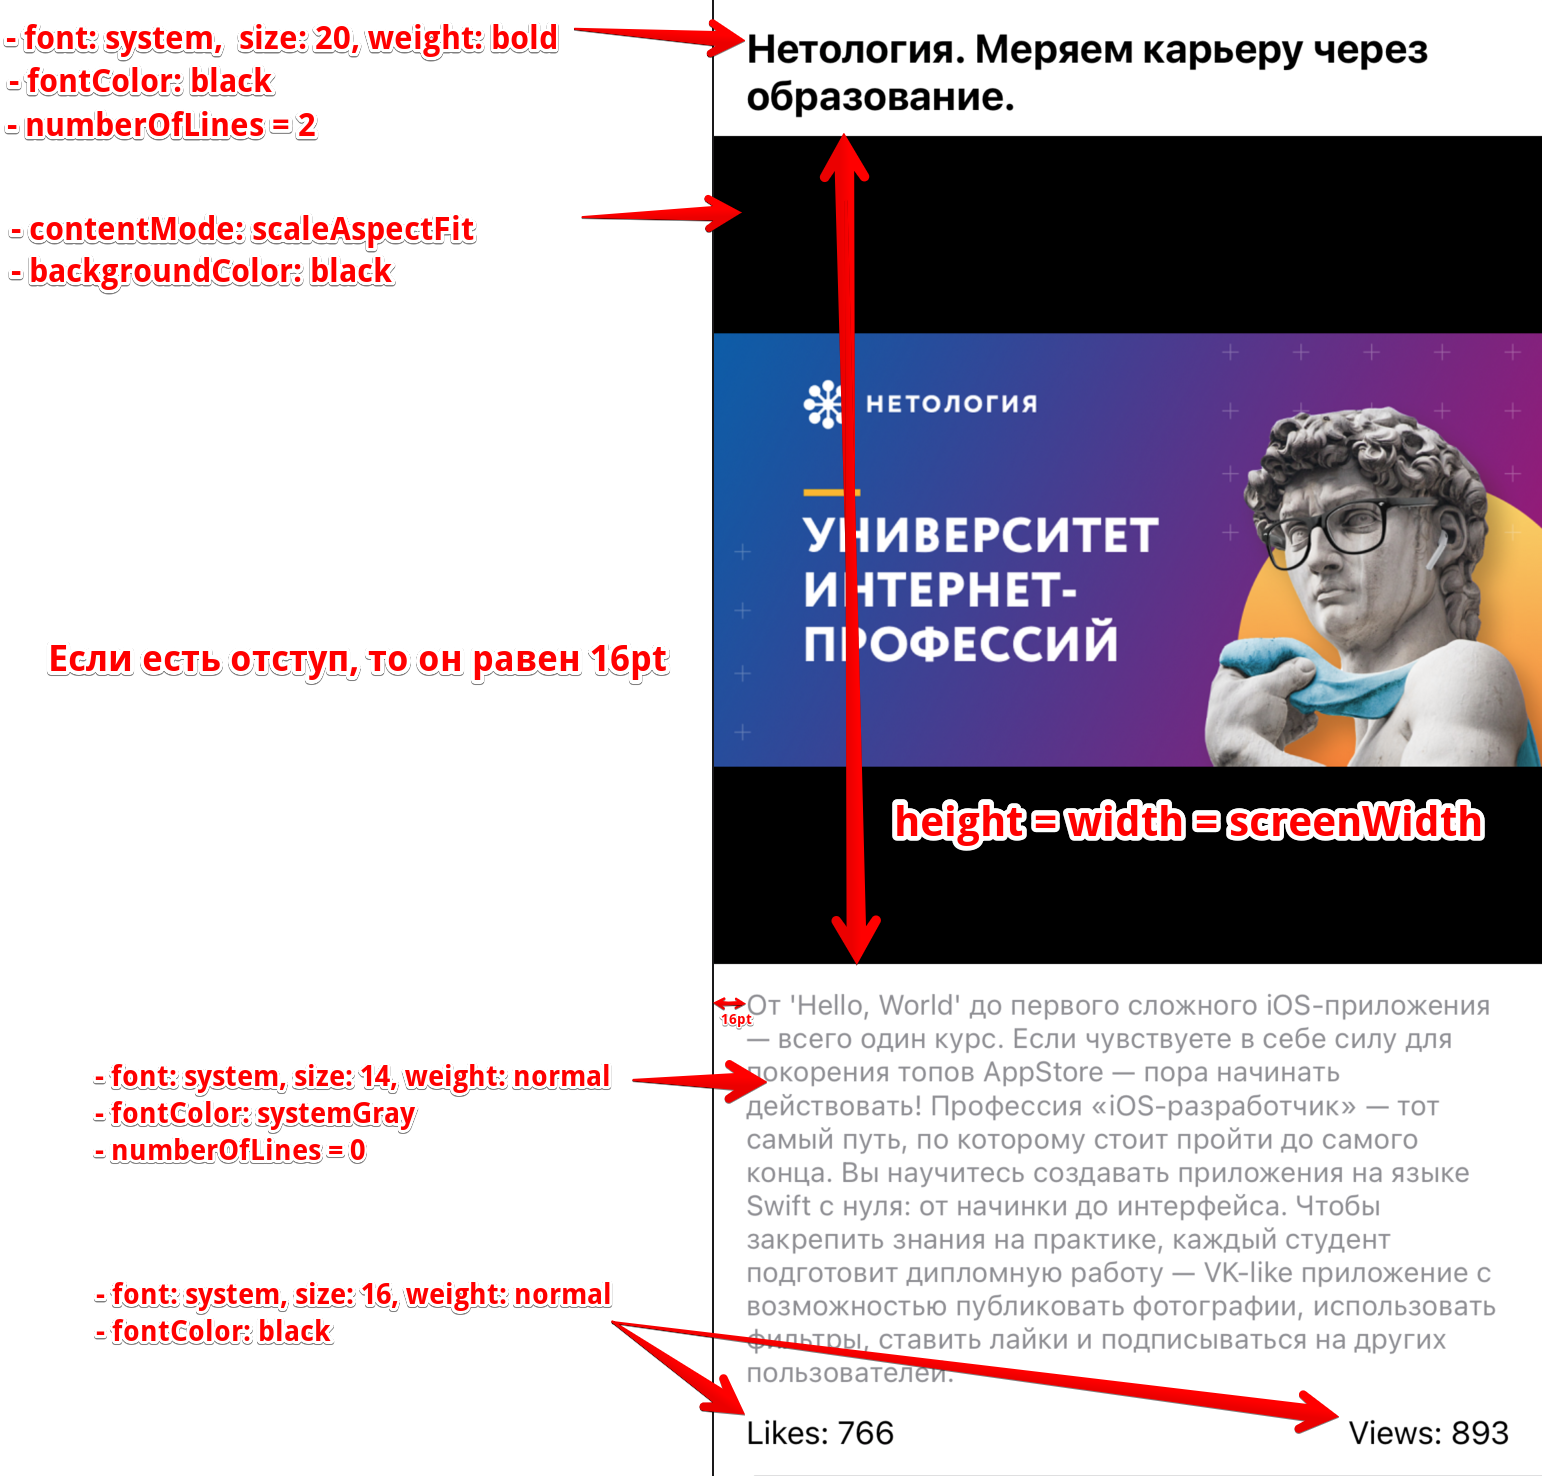 - font: system, size: 20, weight: bold
- fontColor: black
- numberOfLines = 2
Нетология. Меряем карьеру через
образование.
- contentMode: scaleAspectFit
- backgroundColor: black
НЕТОЛОГИЯ
УНИВЕРСИТЕТ
ИНТЕРНЕТ-
ПРОФЕССИЙ
Если есть отступ, то он равен 16pt
height = width = screenWidth
16pt
От 'Hello, World' до первого сложного iOS-приложения
— всего один курс. Если чувствуете в себе силу для
покорения топов AppStore — пора начинать
действовать! Профессия «iOS-разработчик» — тот
самый путь, по которому стоит пройти до самого
конца. Вы научитесь создавать приложения на языке
Swift с нуля: от начинки до интерфейса. Чтобы
закрепить знания на практике, каждый студент
подготовит дипломную работу — VK-like приложение с
возможностью публиковать фотографии, использовать
фильтры, ставить лайки и подписываться на других
пользователей.
- font: system, size: 14, weight: normal
- fontColor: systemGray
- numberOfLines = 0
- font: system, size: 16, weight: normal
- fontColor: black
Likes: 766
Views: 893